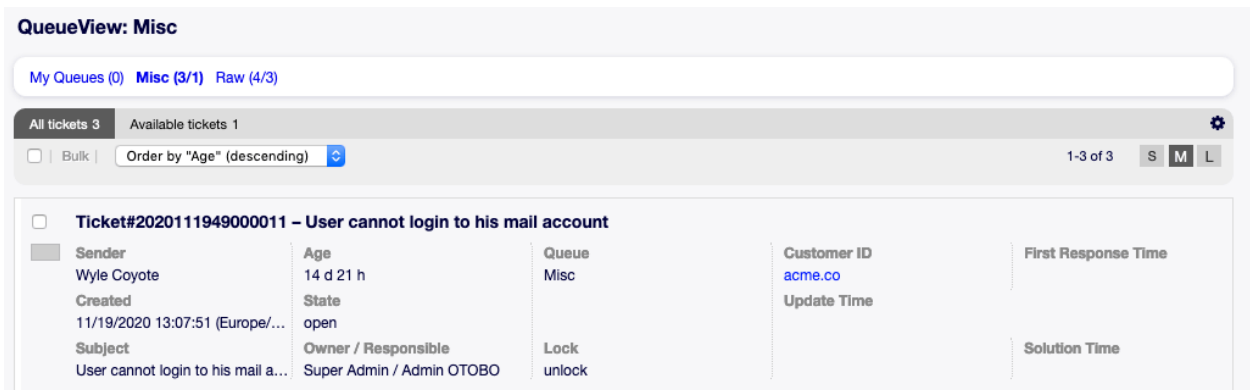 QueueView: Misc
My Queues (0) Misc (3/1) Raw (4/3)
All tickets 3 Available tickets 1
Bulk Order by "Age" (descending) 1-3 of 3 S M L
Ticket#2020111949000011 – User cannot login to his mail account
Sender Age Queue Customer ID First Response Time
Wyle Coyote 14 d 21 h Misc acme.co
Created State Update Time
11/19/2020 13:07:51 (Europe/... open
Subject Owner / Responsible Lock Solution Time
User cannot login to his mail a... Super Admin / Admin OTOBO unlock